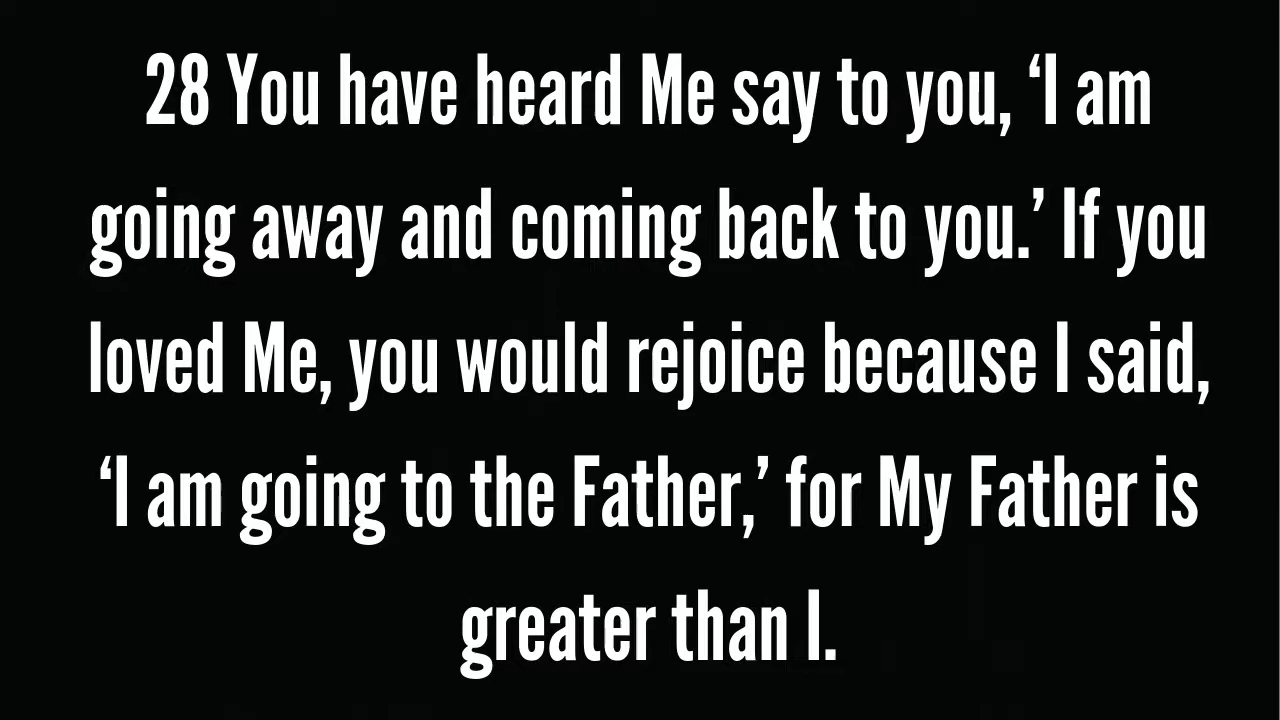 28 You have heard Me say to you, ‘I am
going away and coming back to you.’ If you
loved Me, you would rejoice because I said,
‘I am going to the Father,’ for My Father is
greater than I.